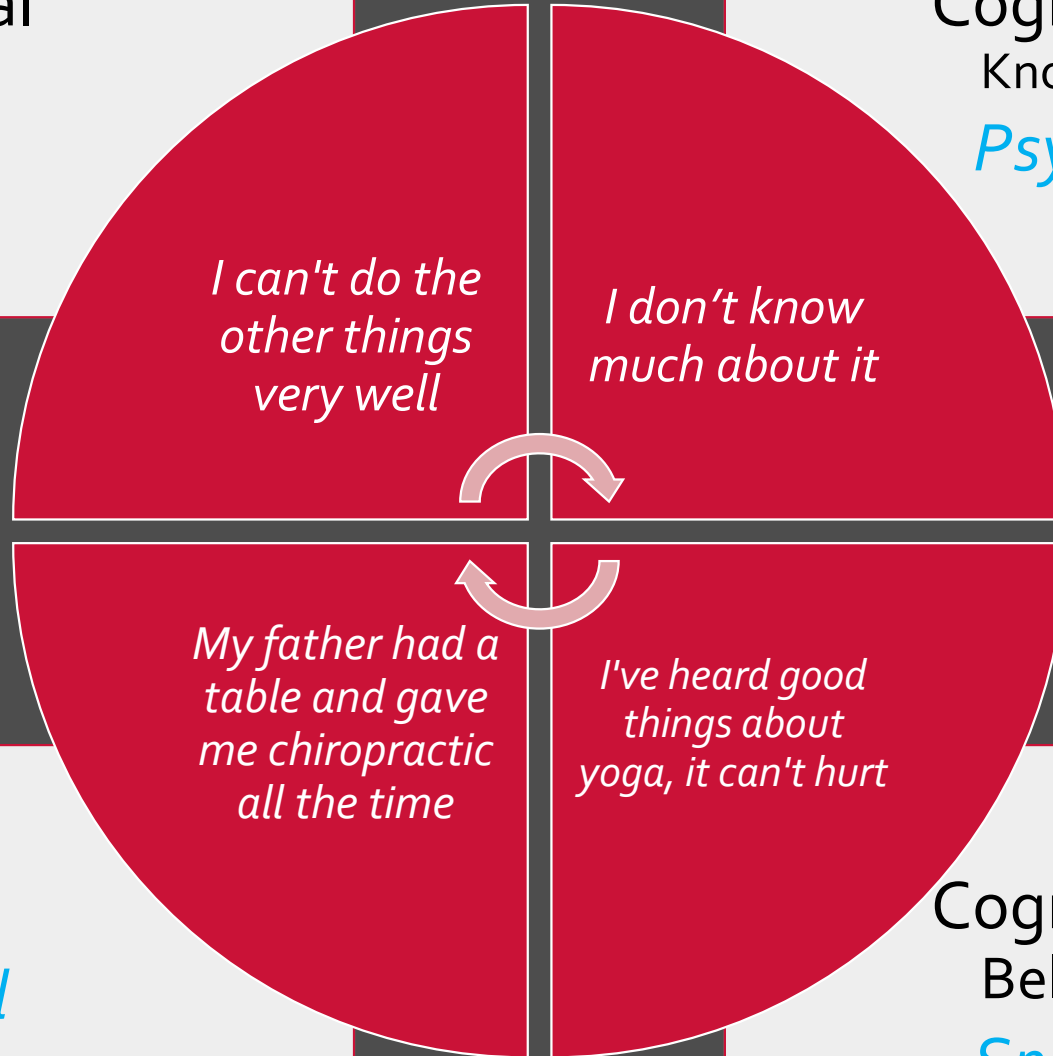 I can't do the
other things
very well
I don’t know
much about it
My father had a
table and gave
me chiropractic
all the time
I've heard good
things about
yoga, it can't hurt